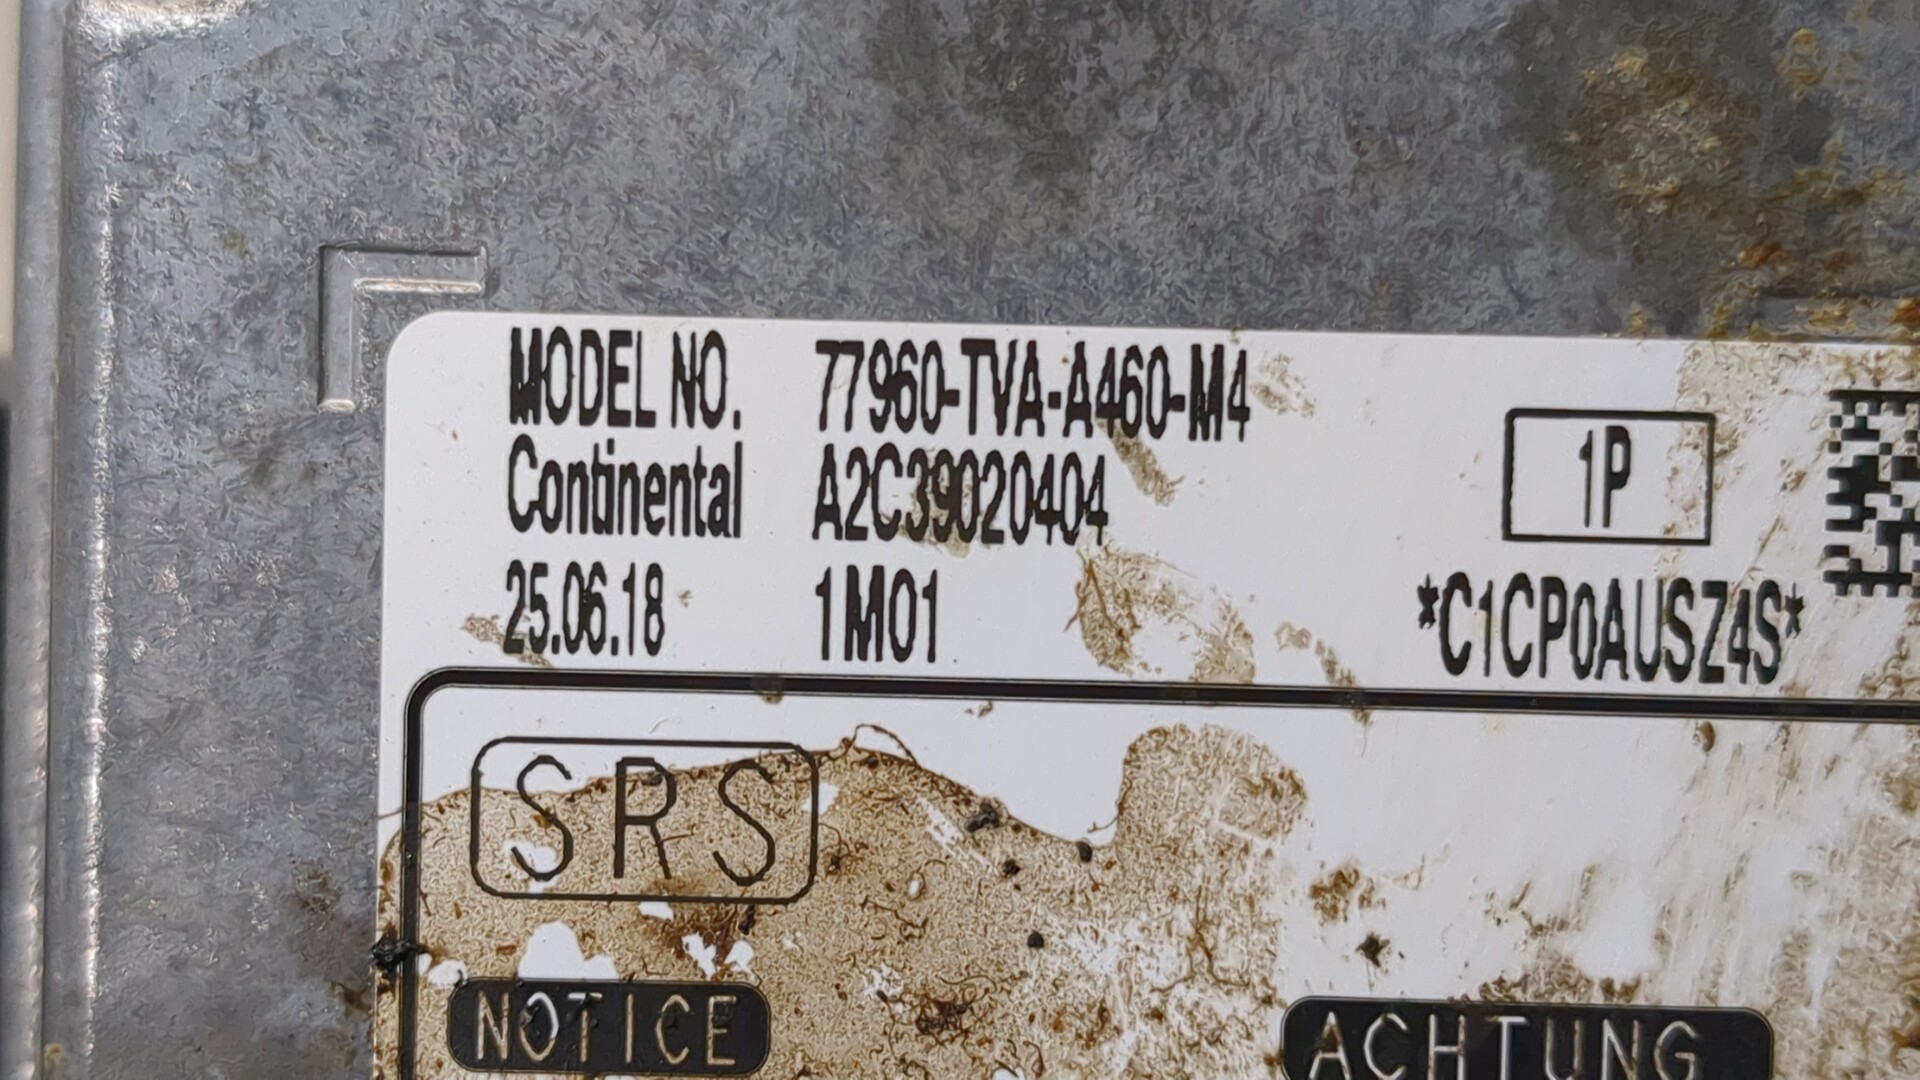 MODEL NO. 77960-TVA-A460-M4
Continental A2C39020404
1P
25.06.18 1M01
*C1CP0AUSZ4S*
SRS
NOTICE
ACHTUNG